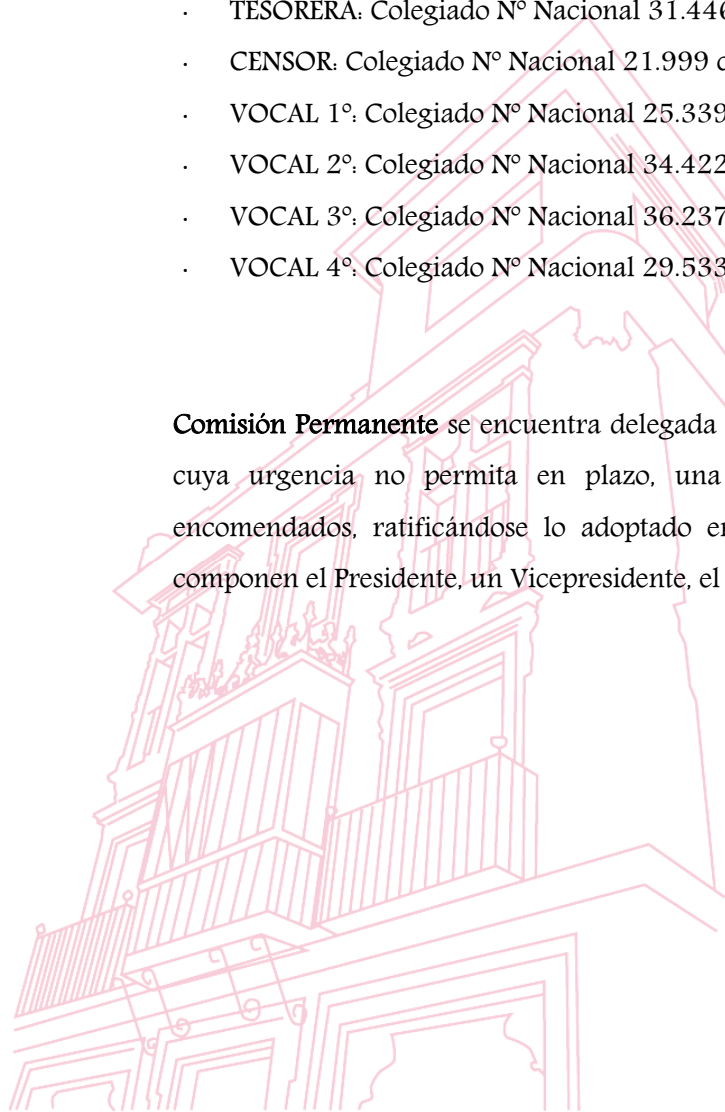 · TESORERA: Colegiado Nº Nacional 31.446
· CENSOR: Colegiado Nº Nacional 21.999
· VOCAL 1º: Colegiado Nº Nacional 25.339
· VOCAL 2º: Colegiado Nº Nacional 34.422
· VOCAL 3º: Colegiado Nº Nacional 36.237
· VOCAL 4º: Colegiado Nº Nacional 29.533
Comisión Permanente se encuentra delegada
cuya urgencia no permita en plazo, una
encomendados, ratificándose lo adoptado
componen el Presidente, un Vicepresidente, el